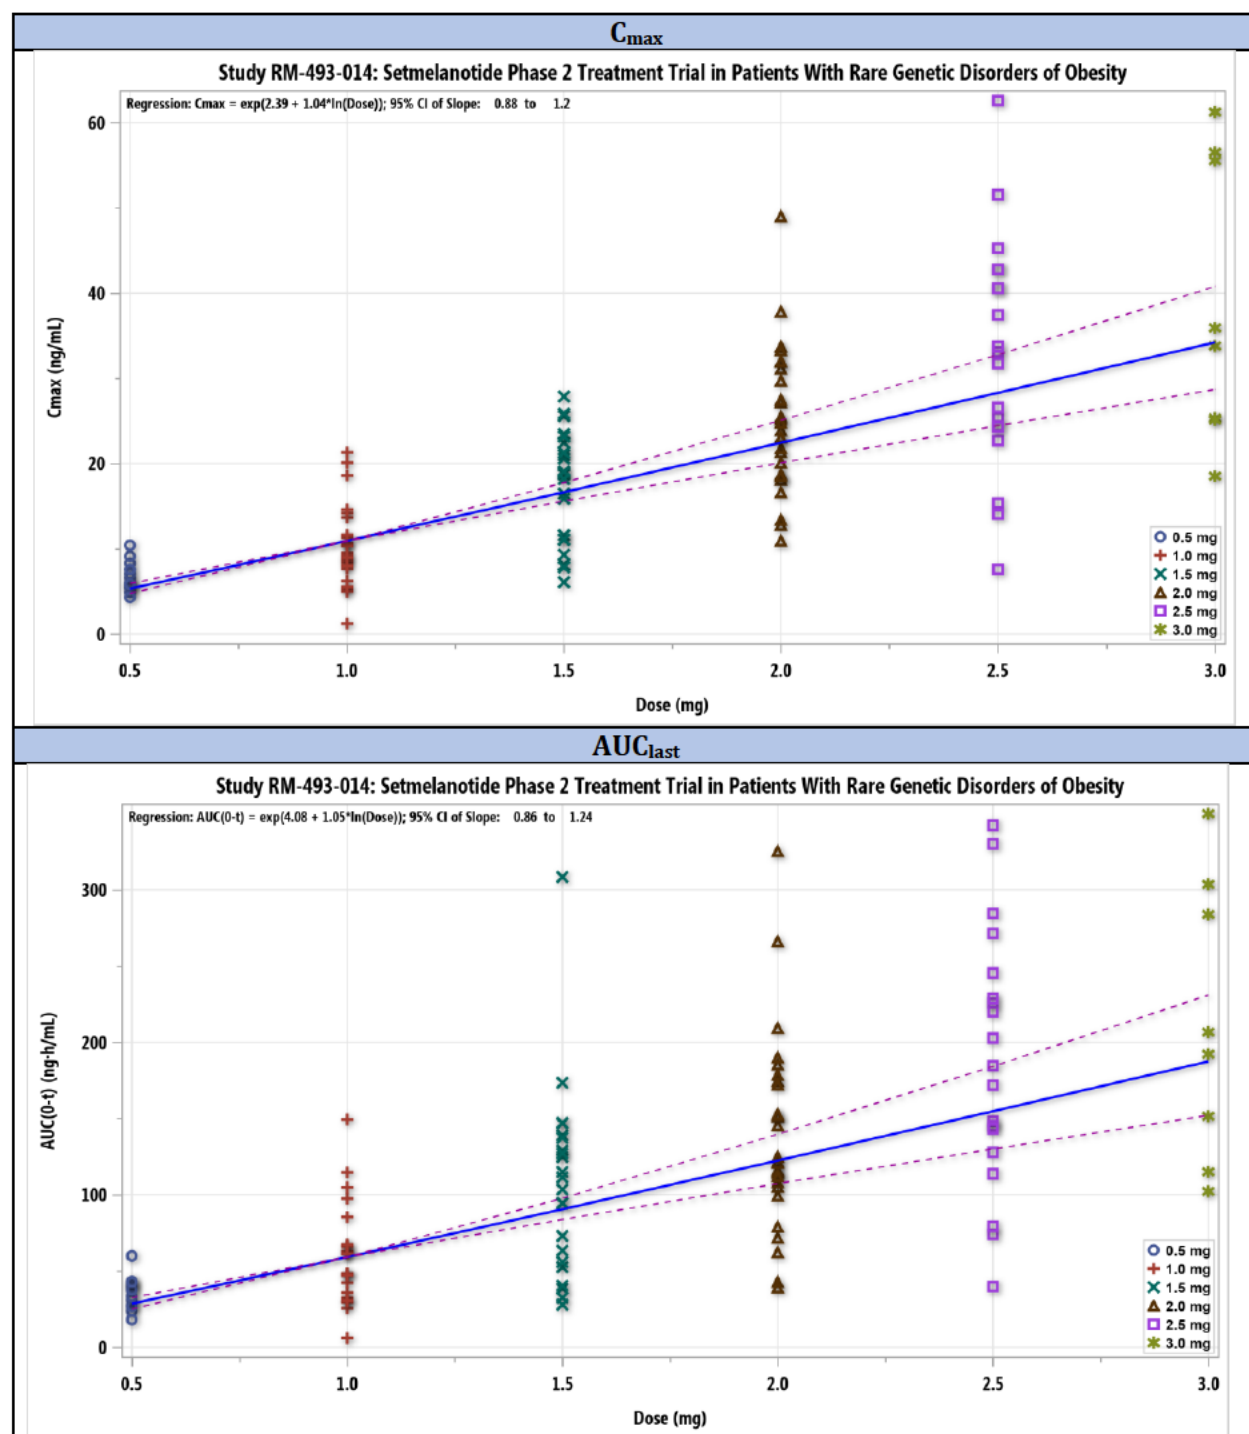 Cmax
Study RM-493-014: Setmelanotide Phase 2 Treatment Trial in Patients With Rare Genetic Disorders of Obesity
Regression: Cmax = exp(2.39 + 1.04*ln(Dose)); 95% CI of Slope: 0.88 to 1.2
60
40
20
0
Cmax (ng/mL)
0.5 mg
1.0 mg
1.5 mg
2.0 mg
2.5 mg
3.0 mg
0.5 1.0 1.5 2.0 2.5 3.0
Dose (mg)
AUClast
Study RM-493-014: Setmelanotide Phase 2 Treatment Trial in Patients With Rare Genetic Disorders of Obesity
Regression: AUC(0-t) = exp(4.08 + 1.05*ln(Dose)); 95% CI of Slope: 0.86 to 1.24
300
200
100
0
AUC(0-t) (ng·h/mL)
0.5 mg
1.0 mg
1.5 mg
2.0 mg
2.5 mg
3.0 mg
0.5 1.0 1.5 2.0 2.5 3.0
Dose (mg)